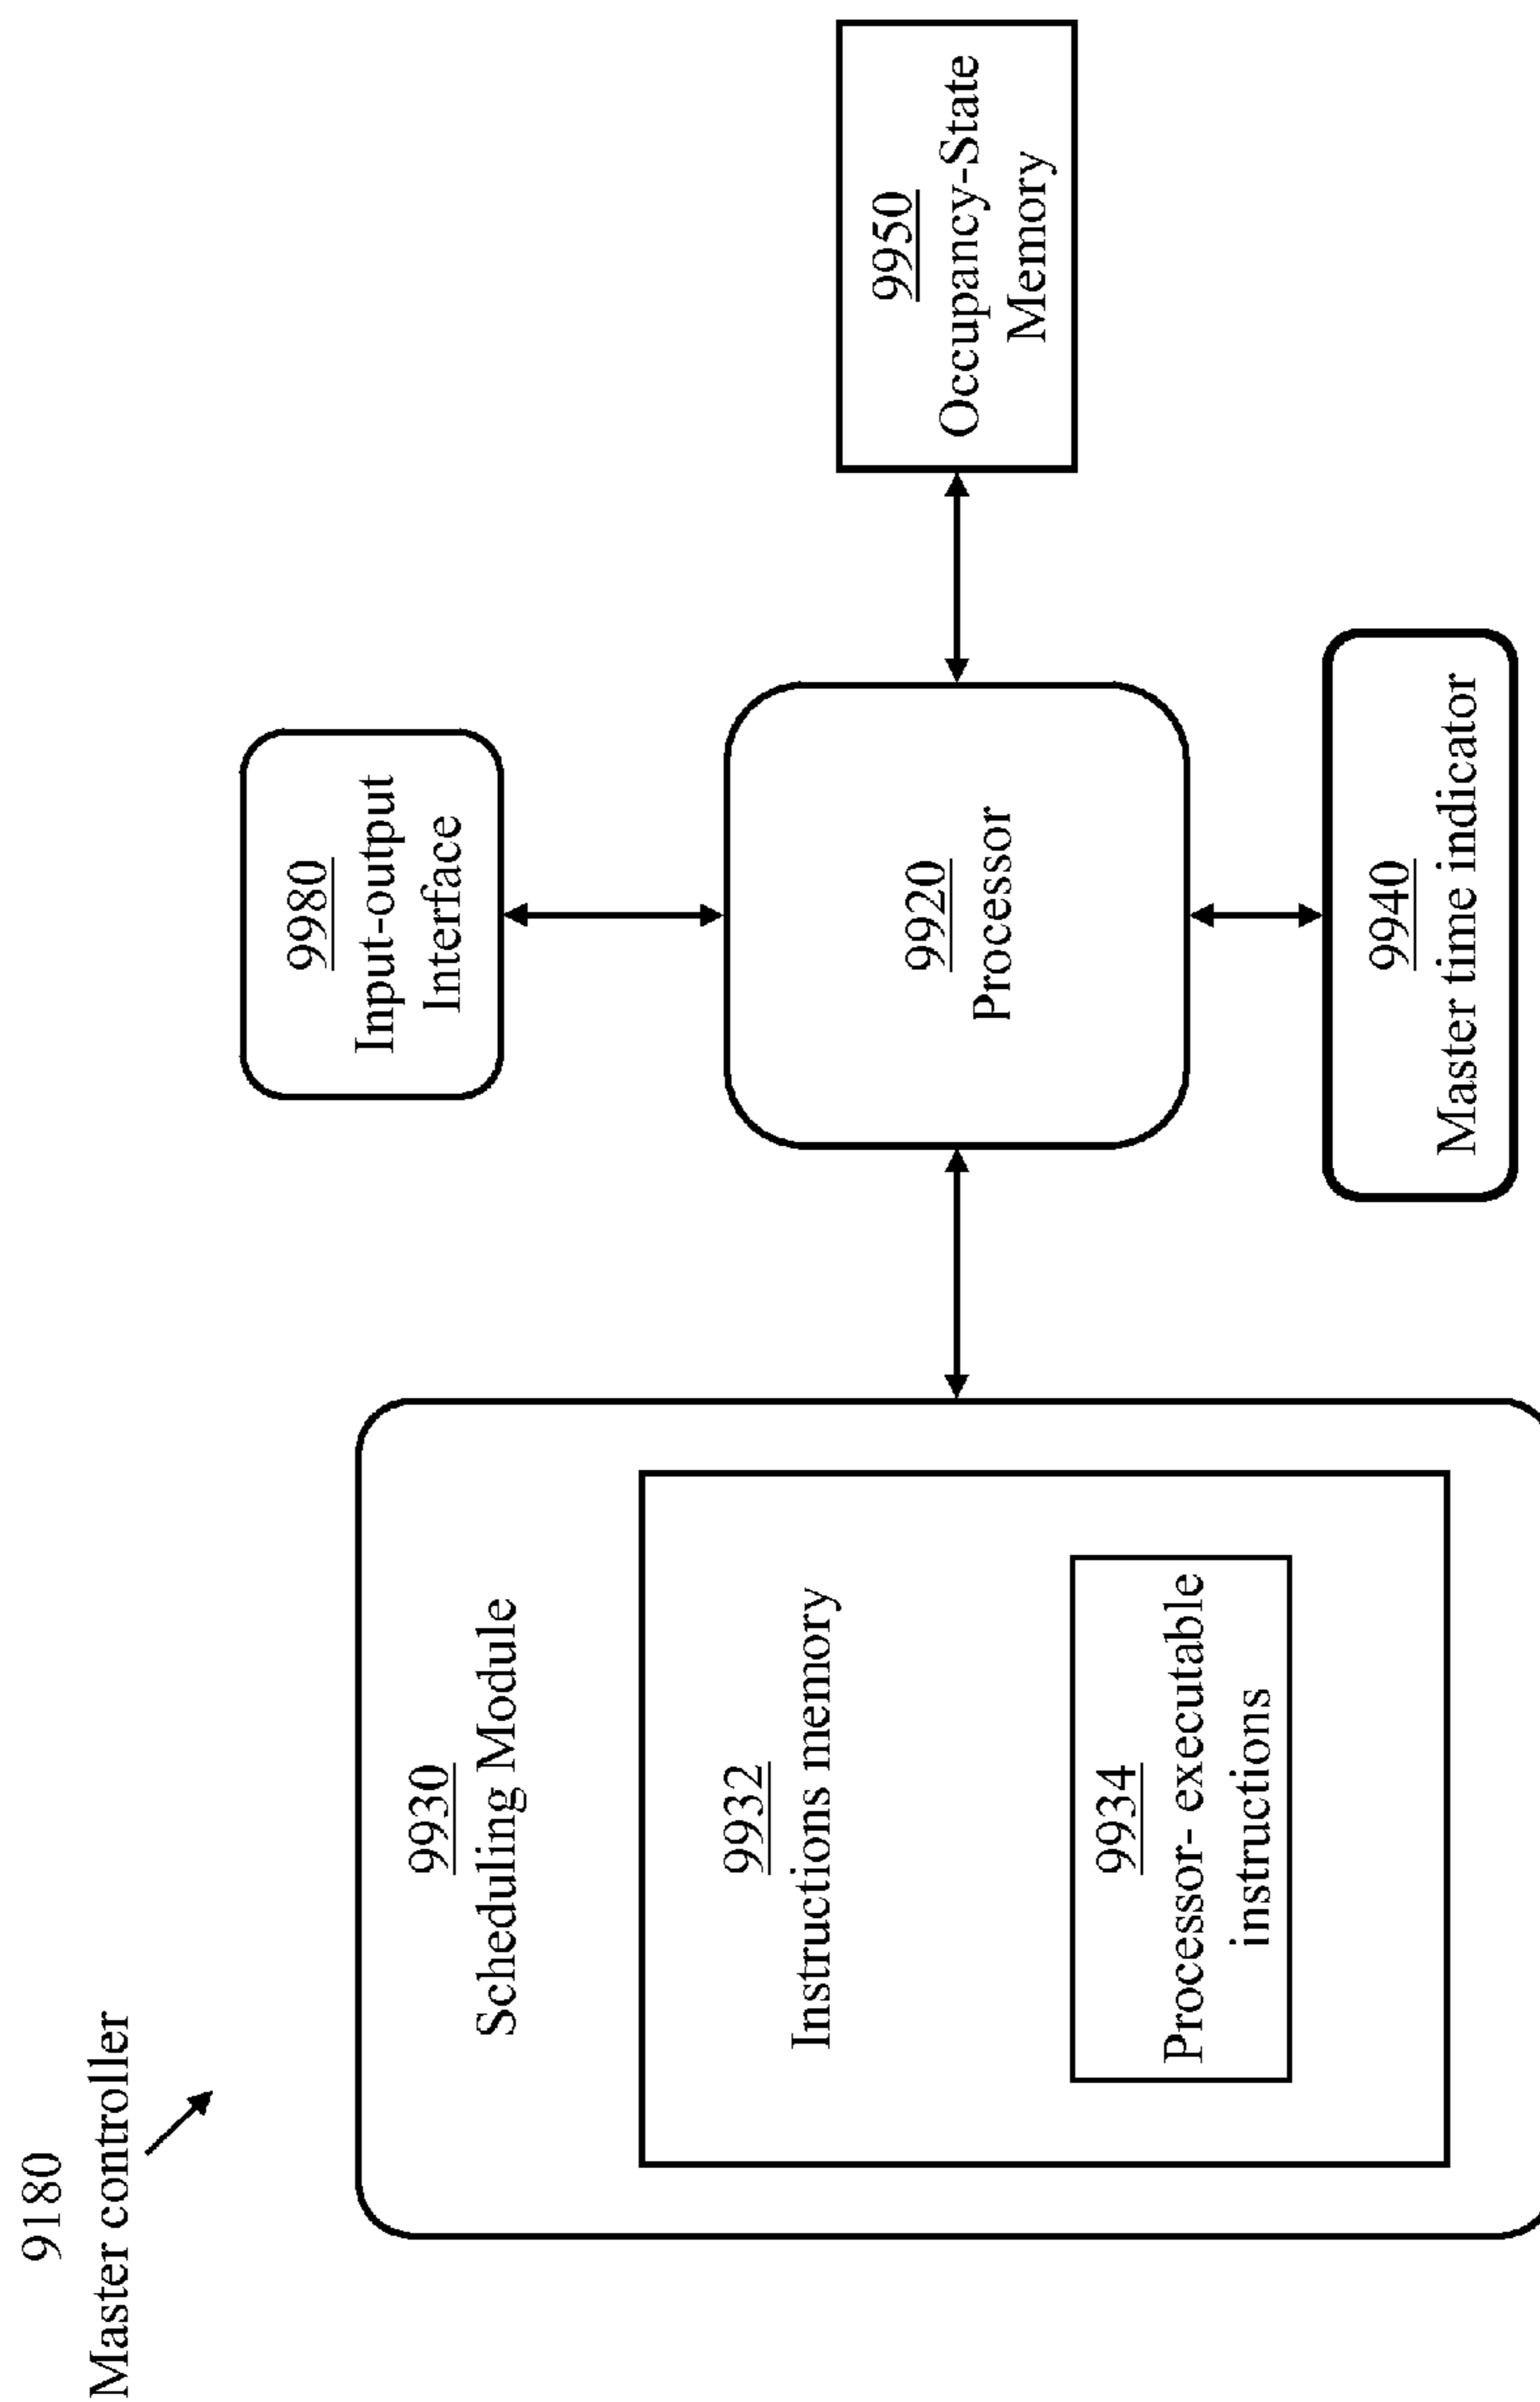 9180
Master controller
9930
Scheduling Module
9932
Instructions memory
9934
Processor- executable
instructions
9980
Input-output
Interface
9920
Processor
9940
Master time indicator
9950
Occupancy-State
Memory